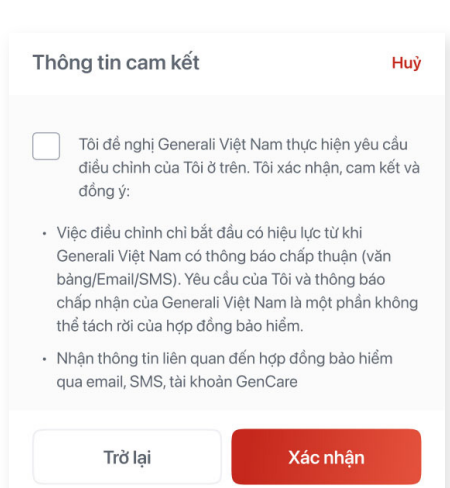 Thông tin cam kết Huỷ
Tôi đề nghị Generali Việt Nam thực hiện yêu cầu
điều chỉnh của Tôi ở trên. Tôi xác nhận, cam kết và
đồng ý:
• Việc điều chỉnh chỉ bắt đầu có hiệu lực từ khi
Generali Việt Nam có thông báo chấp thuận (văn
bảng/Email/SMS). Yêu cầu của Tôi và thông báo
chấp nhận của Generali Việt Nam là một phần không
thể tách rời của hợp đồng bảo hiểm.
• Nhận thông tin liên quan đến hợp đồng bảo hiểm
qua email, SMS, tài khoản GenCare
Trở lại Xác nhận